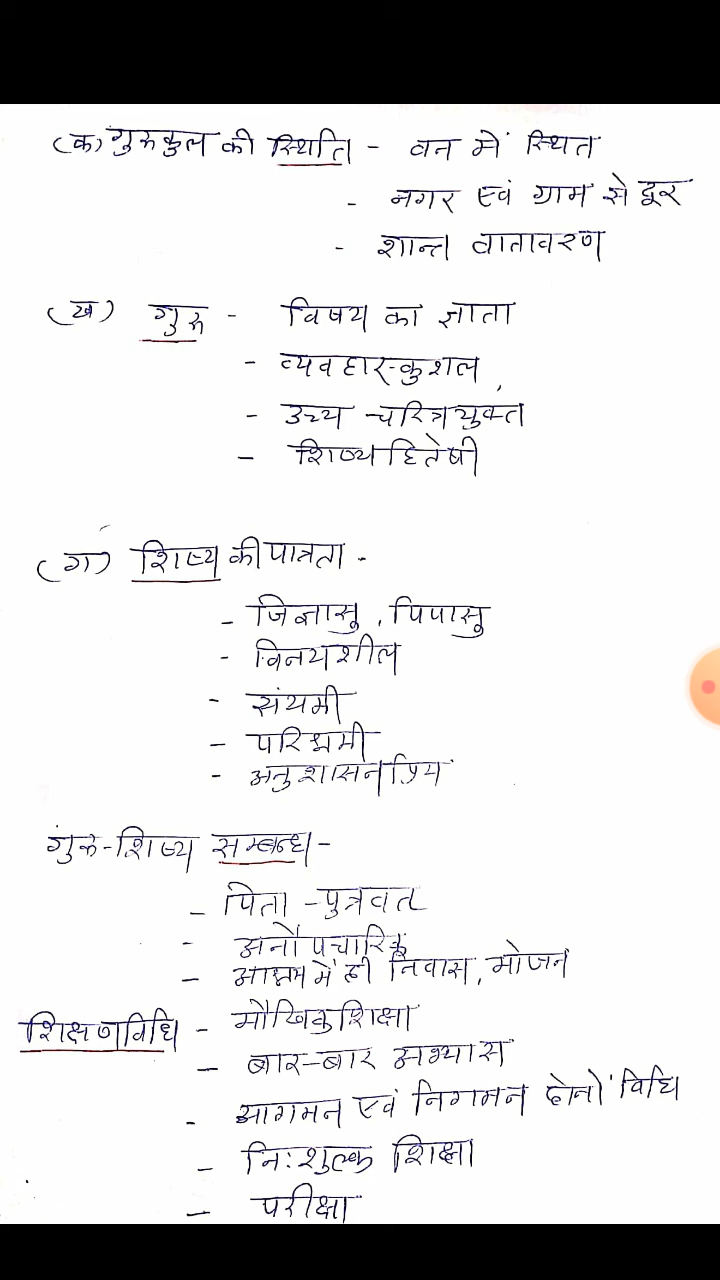 (क) गुरुकुल की स्थिति - वन में स्थित
- नगर एवं ग्राम से दूर
- शान्त वातावरण
(ख) गुरु - विषय का ज्ञाता
- व्यवहार-कुशल,
- उच्च चरित्रयुक्त
- शिष्य हितेषी
(ग) शिष्य की पात्रता -
- जिज्ञासु, पिपासु
- विनयशील
- संयमी
- परिश्रमी
- अनुशासनप्रिय
गुरु-शिष्य सम्बन्ध -
- पिता-पुत्रवत
- अनौपचारिक
- आश्रम में ही निवास, भोजन
शिक्षणविधि - मौखिक शिक्षा
- बार-बार अभ्यास
- आगमन एवं निगमन दोनों विधि
- नि:शुल्क शिक्षा
- परीक्षा